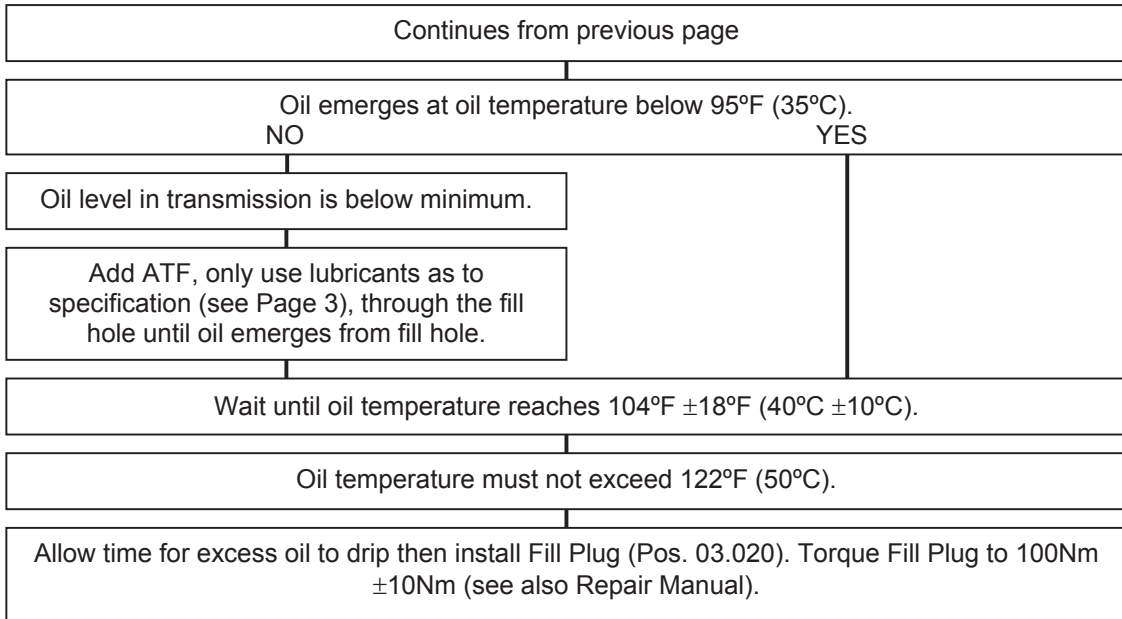 Continues from previous page
Oil emerges at oil temperature below 95ºF (35ºC).
NO YES
Oil level in transmission is below minimum.
Add ATF, only use lubricants as to
specification (see Page 3), through the fill
hole until oil emerges from fill hole.
Wait until oil temperature reaches 104ºF ±18ºF (40ºC ±10ºC).
Oil temperature must not exceed 122ºF (50ºC).
Allow time for excess oil to drip then install Fill Plug (Pos. 03.020). Torque Fill Plug to 100Nm
±10Nm (see also Repair Manual).